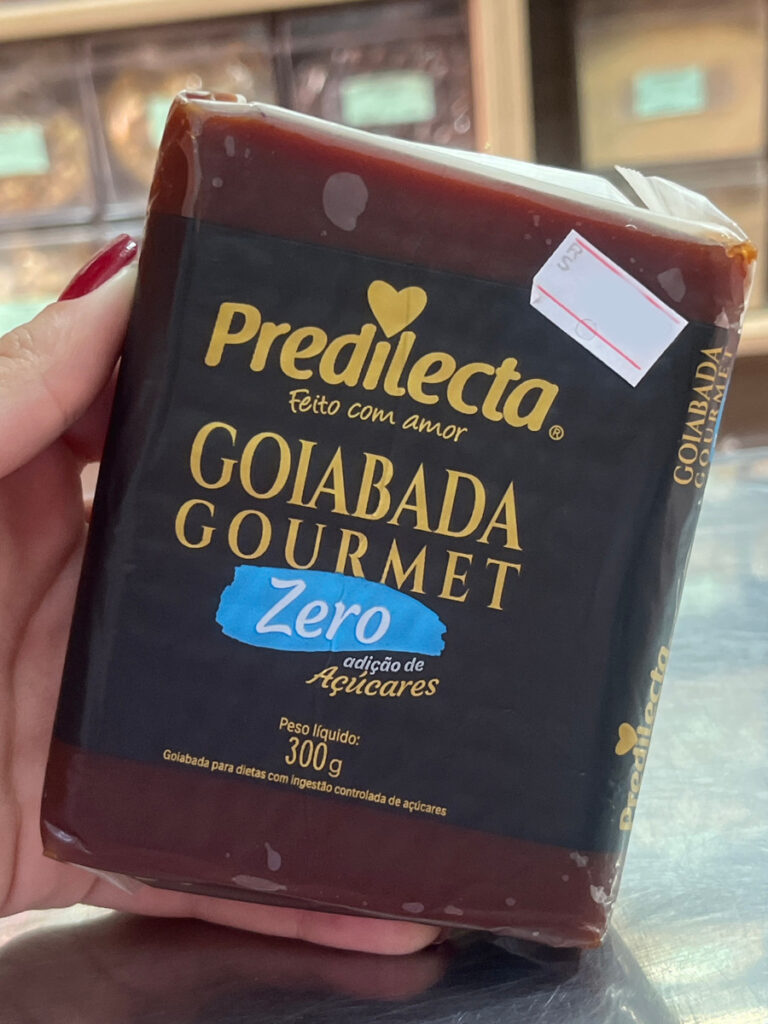 Predilecta®
Feito com amor
GOIABADA
GOURMET
Zero
adição de
Açúcares
Peso líquido:
300g
Goiabada para dietas com ingestão controlada de açúcares
R$
GOIABADA
GOURMET
Predilecta